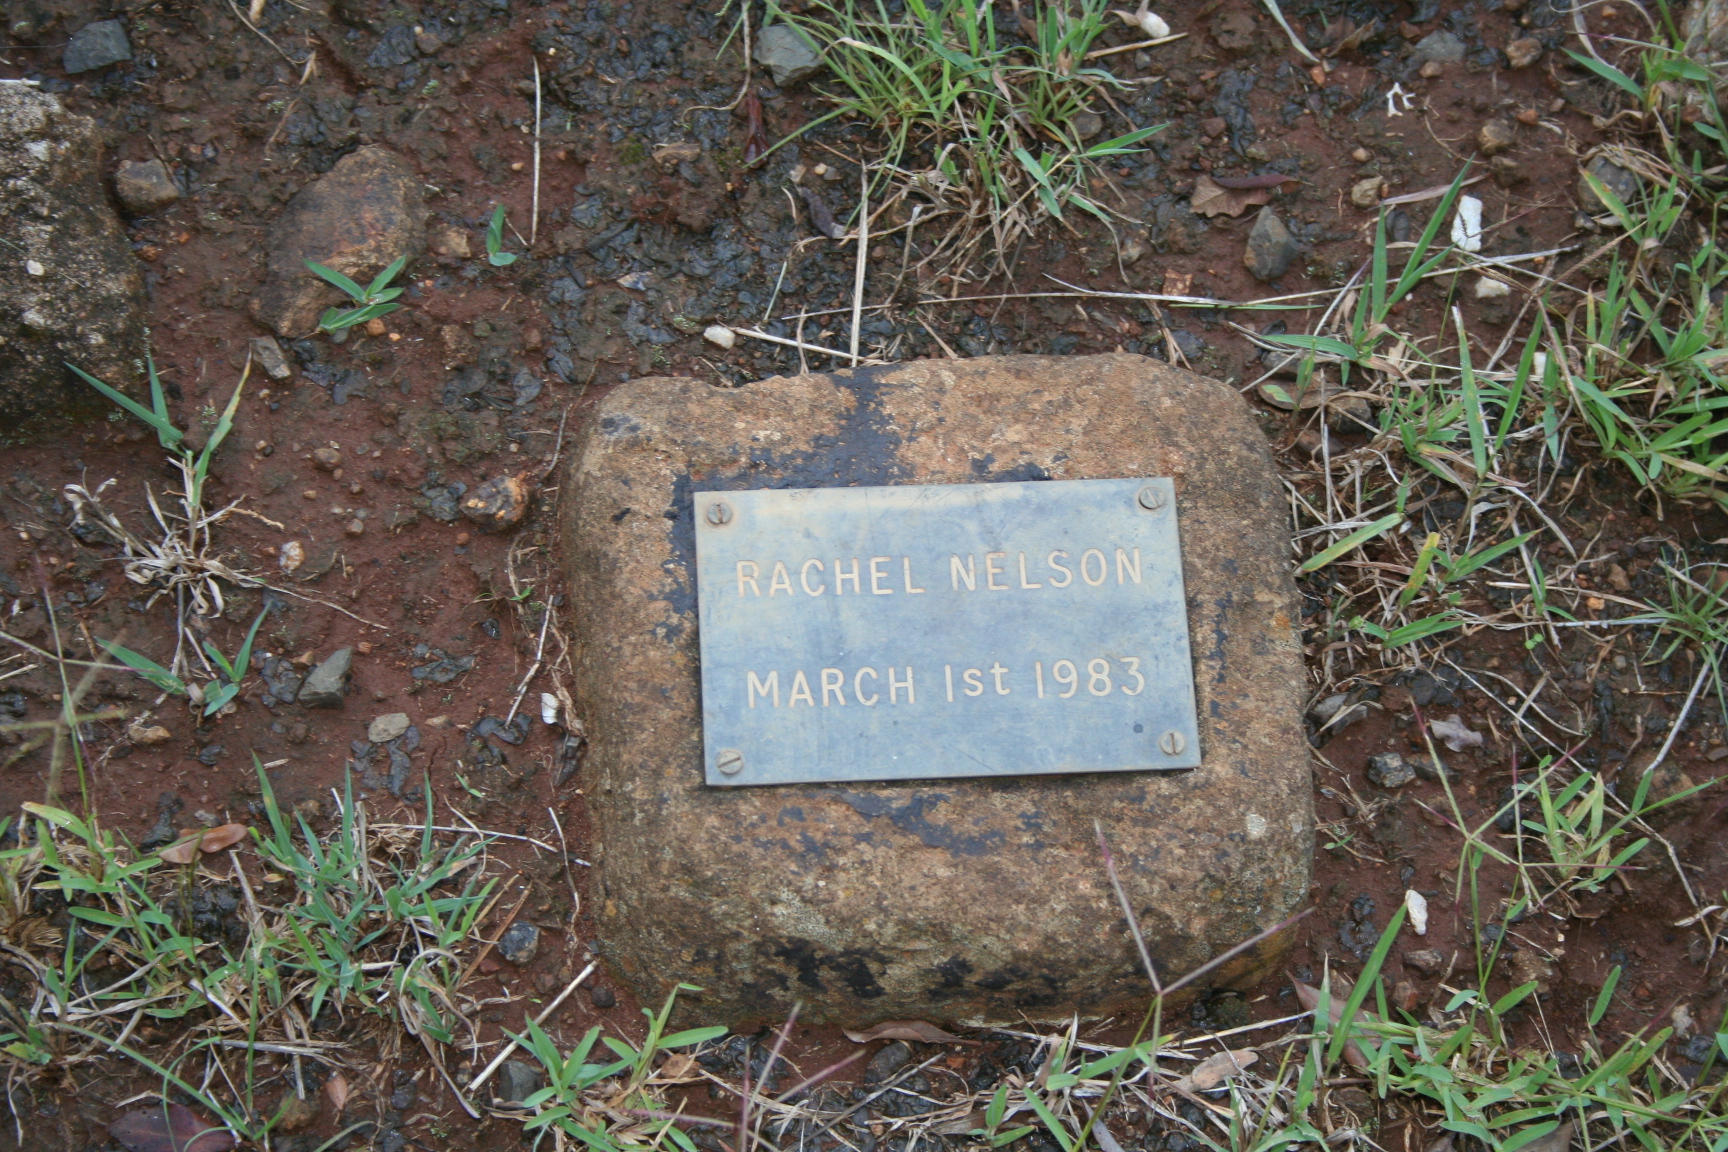 RACHEL NELSON
MARCH 1st 1983